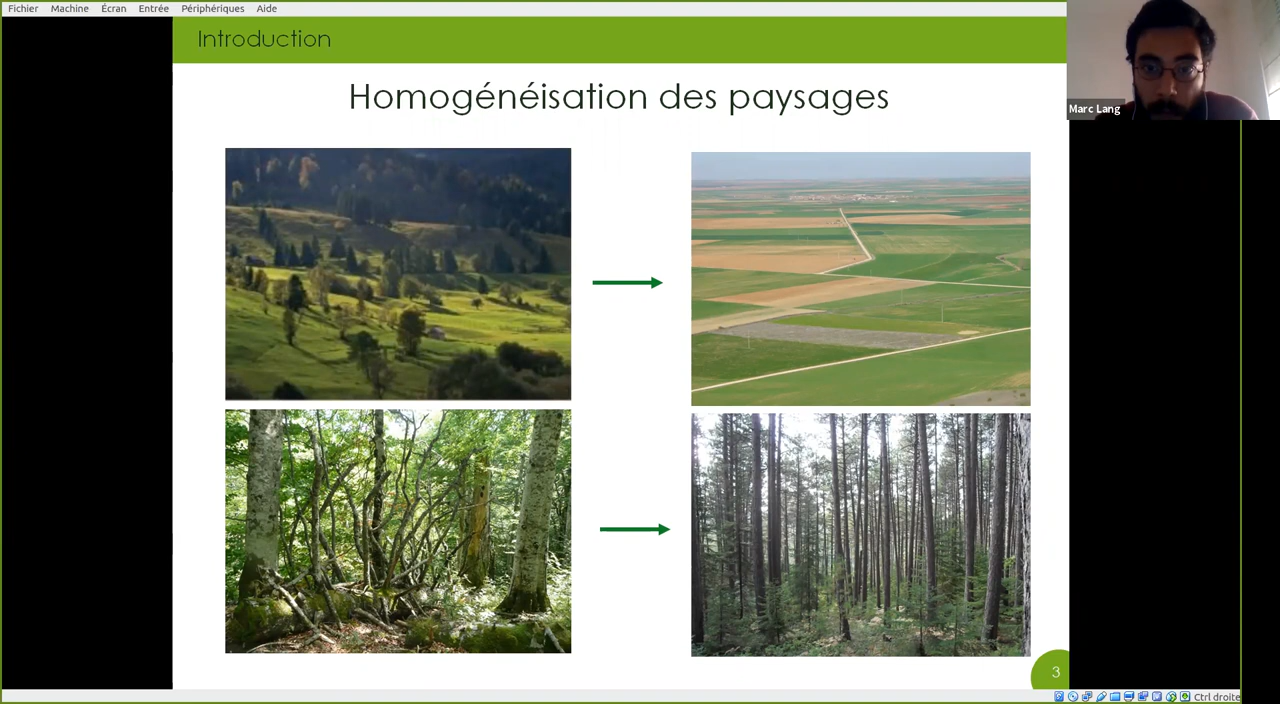 Fichier Machine Écran Entrée Périphériques Aide
Introduction
Homogénéisation des paysages
Marc Lang
3
Ctrl droite